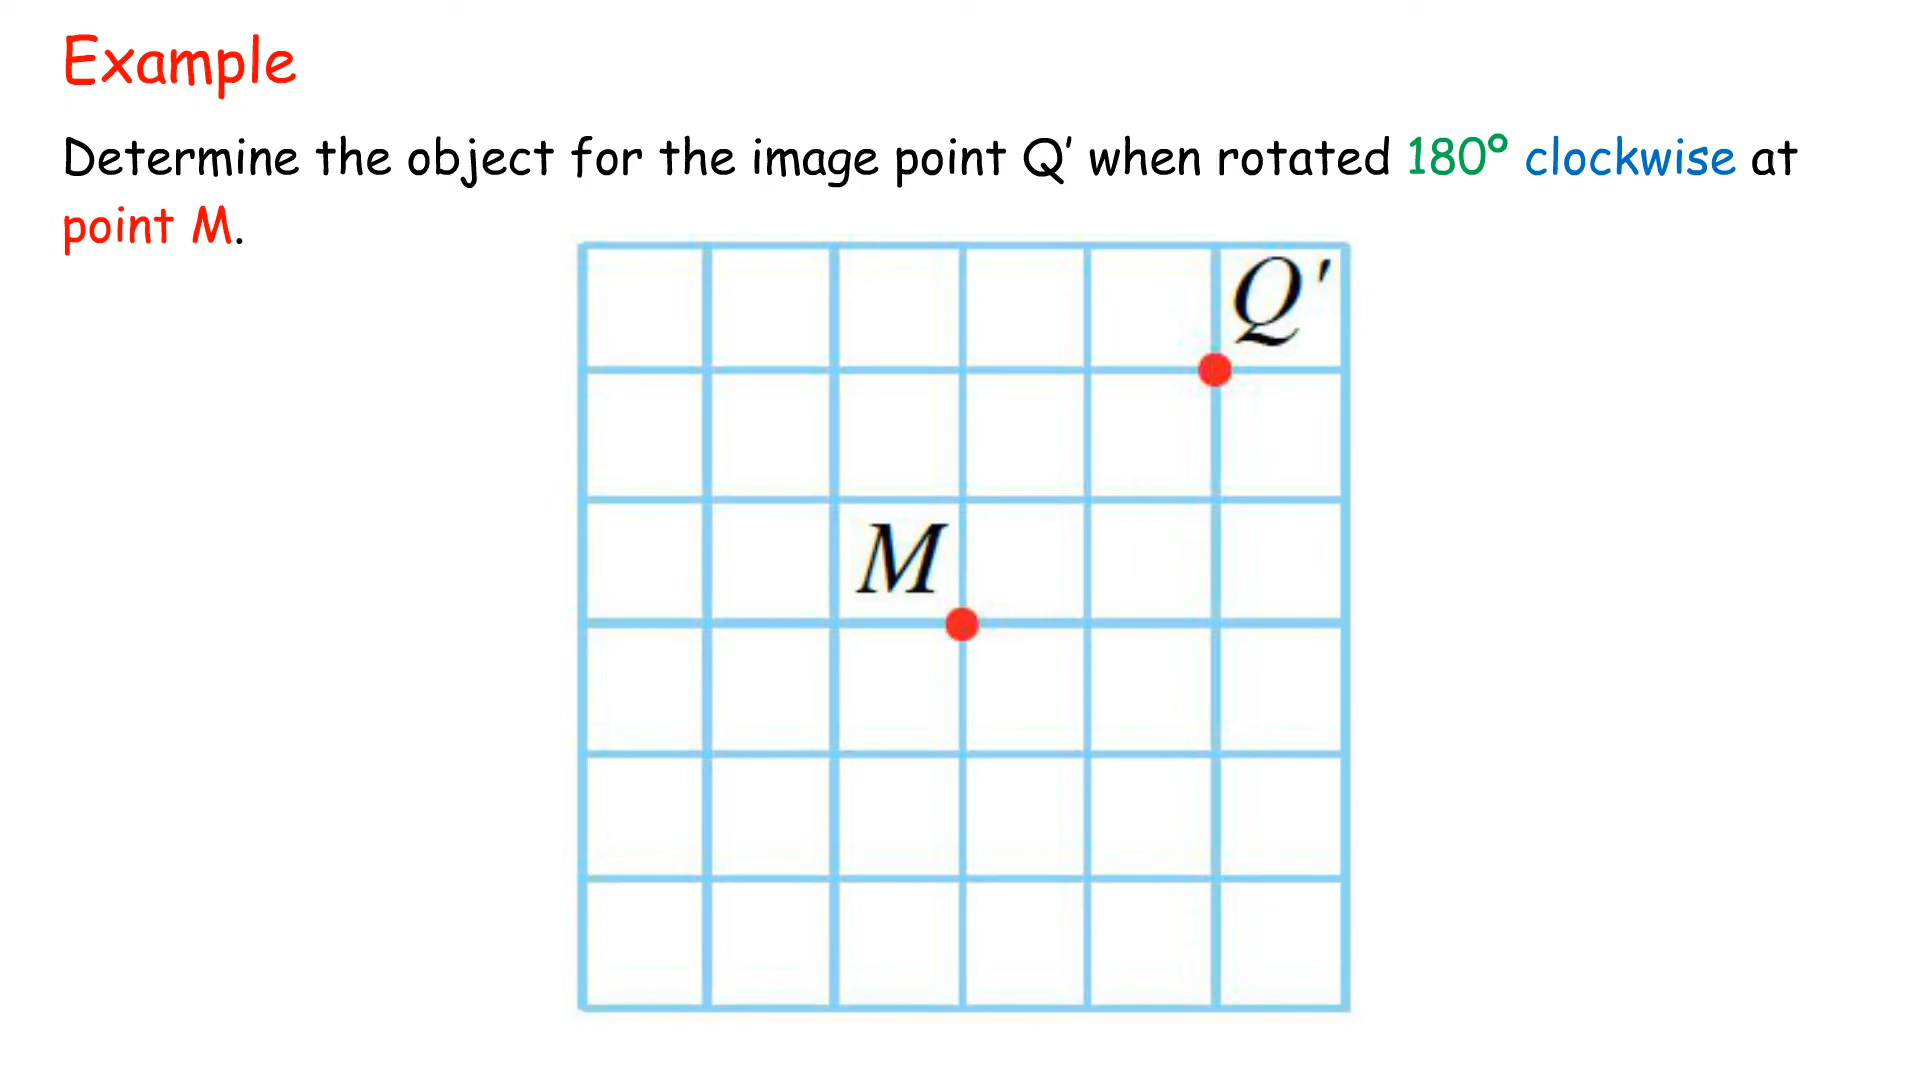 Example
Determine the object for the image point Q’ when rotated 180° clockwise at
point M.
Q'
M